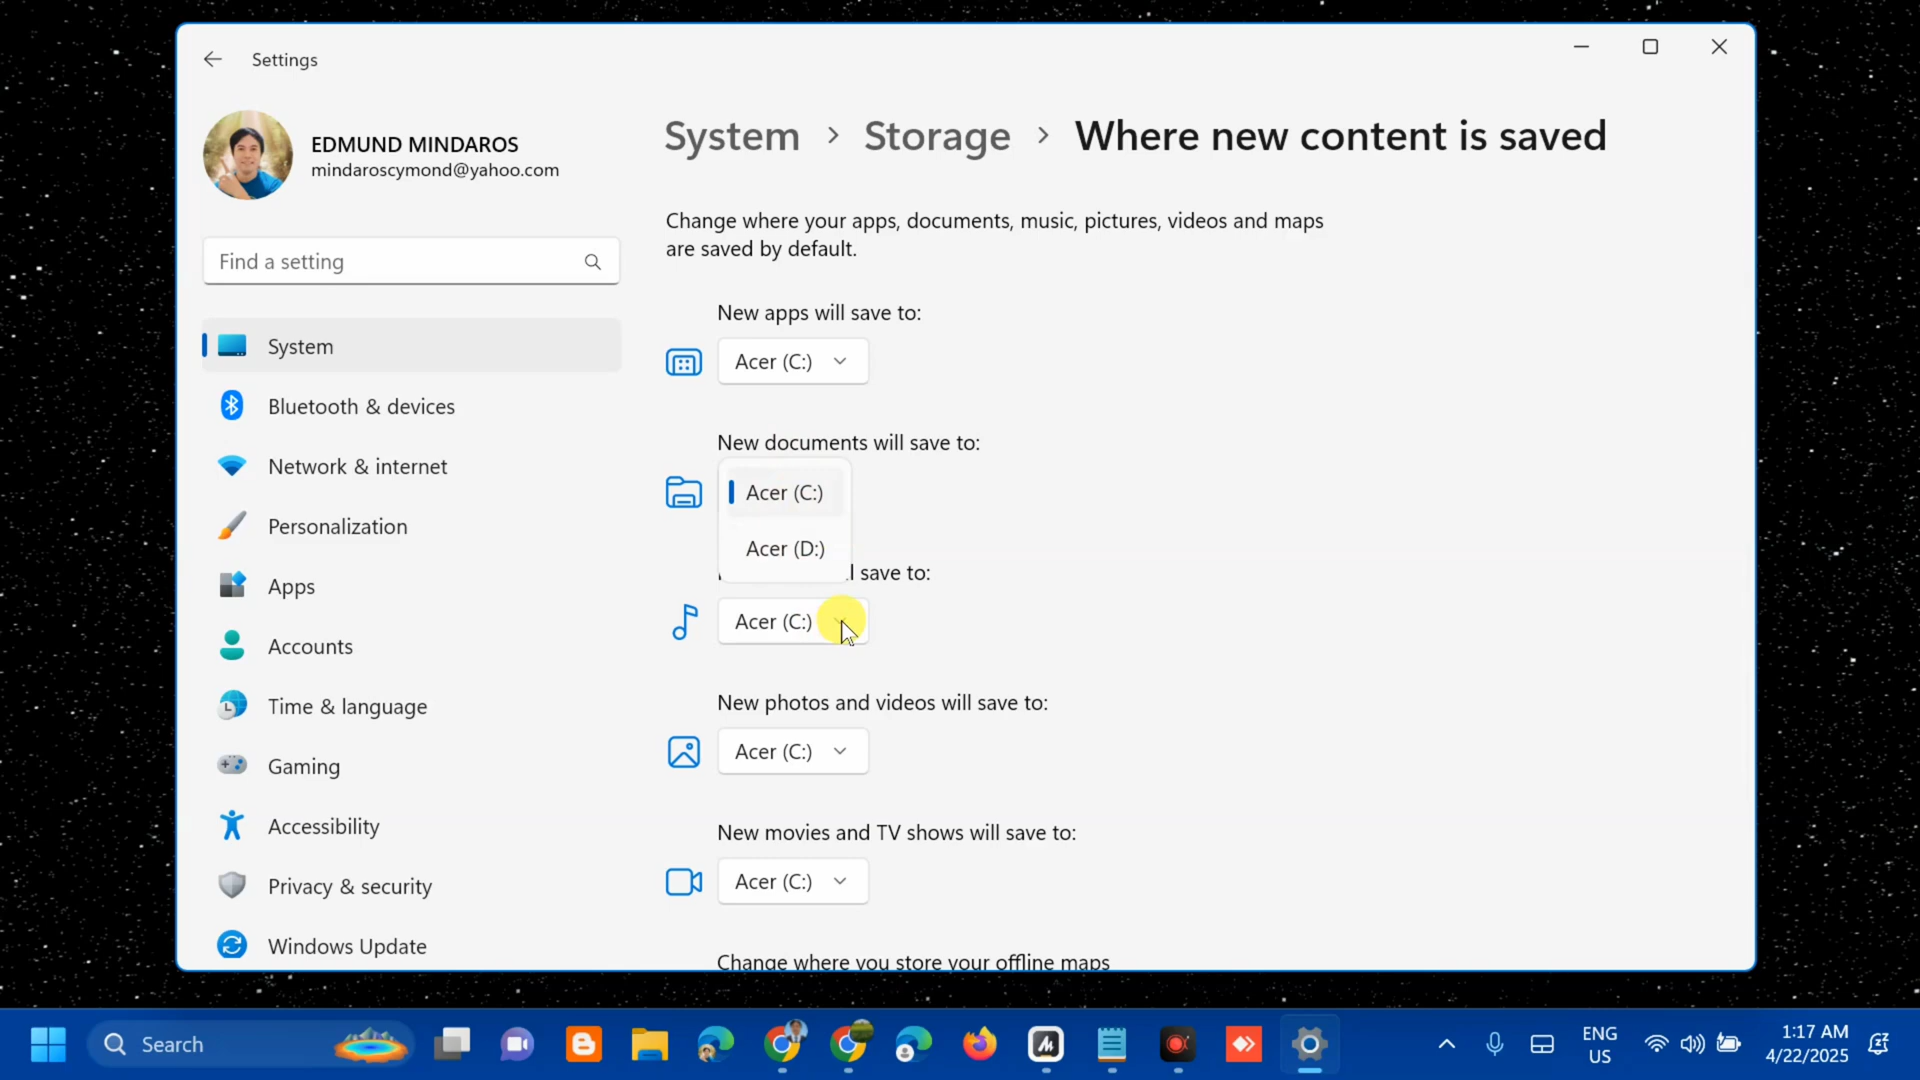 Settings
EDMUND MINDAROS
mindaroscymond@yahoo.com
Find a setting
System
Bluetooth & devices
Network & internet
Personalization
Apps
Accounts
Time & language
Gaming
Accessibility
Privacy & security
Windows Update
System > Storage > Where new content is saved
Change where your apps, documents, music, pictures, videos and maps
are saved by default.
New apps will save to:
Acer (C:)
New documents will save to:
Acer (C:)
Acer (D:)
save to:
Acer (C:)
New photos and videos will save to:
Acer (C:)
New movies and TV shows will save to:
Acer (C:)
Change where you store your offline maps
Search
ENG
US
1:17 AM
4/22/2025